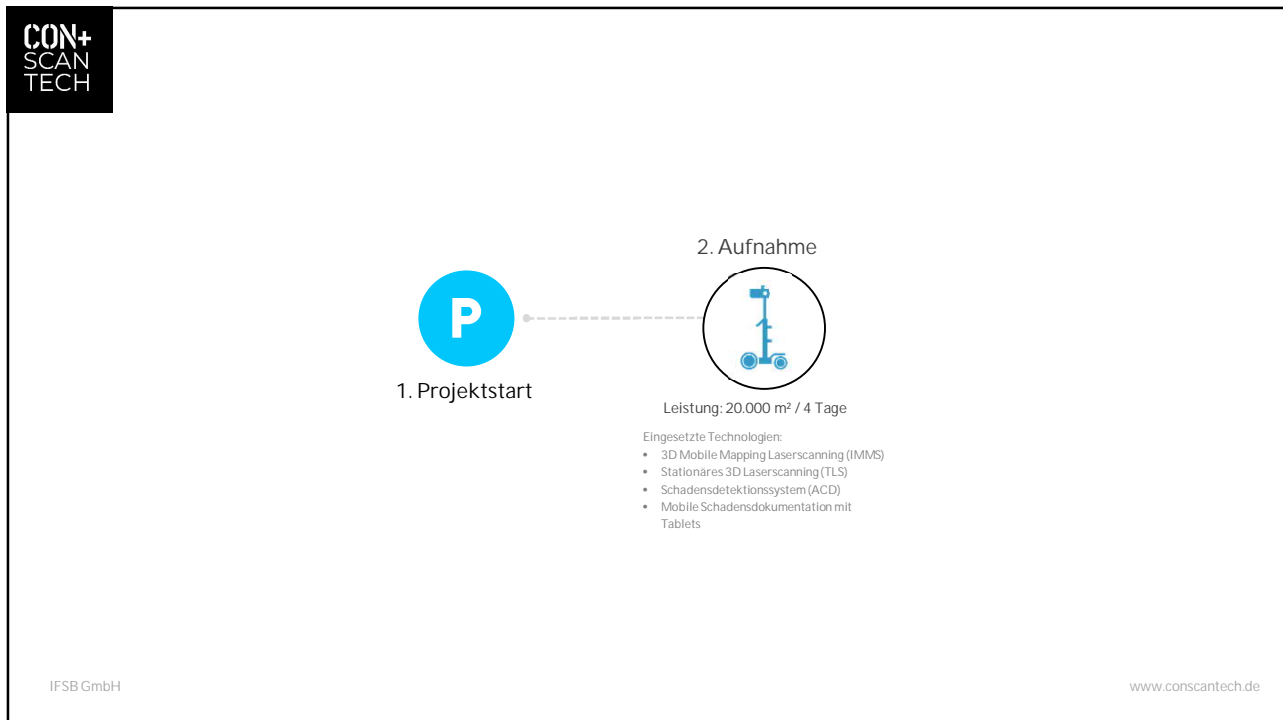 CON+
SCAN
TECH
2. Aufnahme
P
1. Projektstart
Leistung: 20.000 m² / 4 Tage
Eingesetzte Technologien:
• 3D Mobile Mapping Laserscanning (IMMS)
• Stationäres 3D Laserscanning (TLS)
• Schadensdetektionssystem (ACD)
• Mobile Schadensdokumentation mit
Tablets
IFSB GmbH
www.conscantech.de